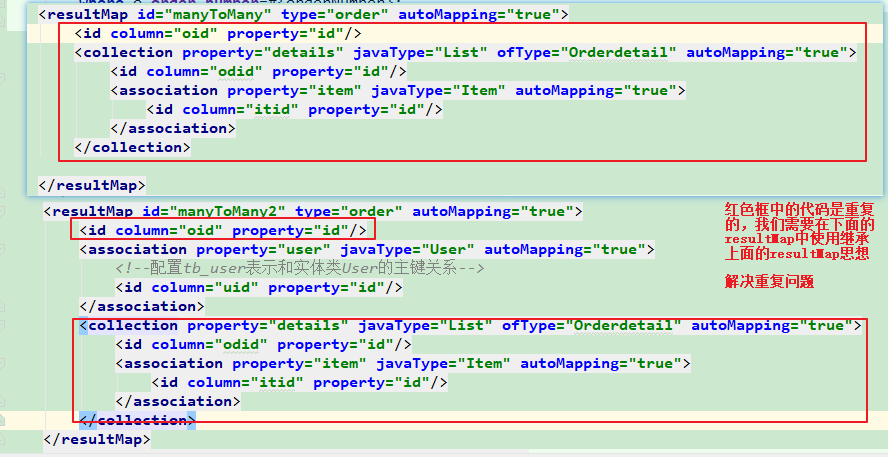 <resultMap id="manyToMany" type="order" autoMapping="true">
<id column="oid" property="id"/>
<collection property="details" javaType="List" ofType="Orderdetail" autoMapping="true">
<id column="odid" property="id"/>
<association property="item" javaType="Item" autoMapping="true">
<id column="itid" property="id"/>
</association>
</collection>
</resultMap>
<resultMap id="manyToMany2" type="order" autoMapping="true">
<id column="oid" property="id"/>
<association property="user" javaType="User" autoMapping="true">
<!--配置tb_user表示和实体类User的主键关系-->
<id column="uid" property="id"/>
</association>
<collection property="details" javaType="List" ofType="Orderdetail" autoMapping="true">
<id column="odid" property="id"/>
<association property="item" javaType="Item" autoMapping="true">
<id column="itid" property="id"/>
</association>
</collection>
</resultMap>
红色框中的代码是重复
的，我们需要在下面的
resultMap中使用继承
上面的resultMap思想
解决重复问题